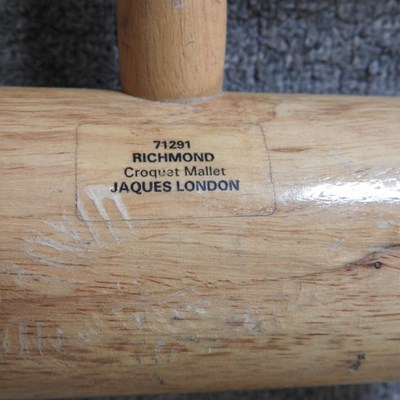 71291
RICHMOND
Croquet Mallet
JAQUES LONDON